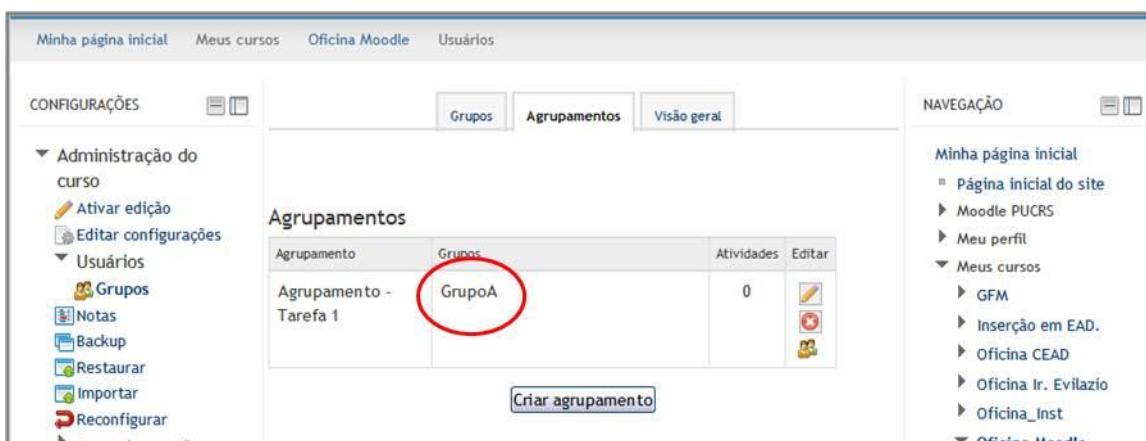 Minha página inicial Meus cursos Oficina Moodle Usuários
CONFIGURAÇÕES
Administração do
curso
Ativar edição
Editar configurações
Usuários
Grupos
Notas
Backup
Restaurar
Importar
Reconfigurar
Grupos Agrupamentos Visão geral
Agrupamentos
Agrupamento Grupos Atividades Editar
Agrupamento - GrupoA 0
Tarefa 1
Criar agrupamento
NAVEGAÇÃO
Minha página inicial
Página inicial do site
Moodle PUCRS
Meu perfil
Meus cursos
GFM
Inserção em EAD.
Oficina CEAD
Oficina Ir. Evilazio
Oficina_Inst
Oficina Moodle